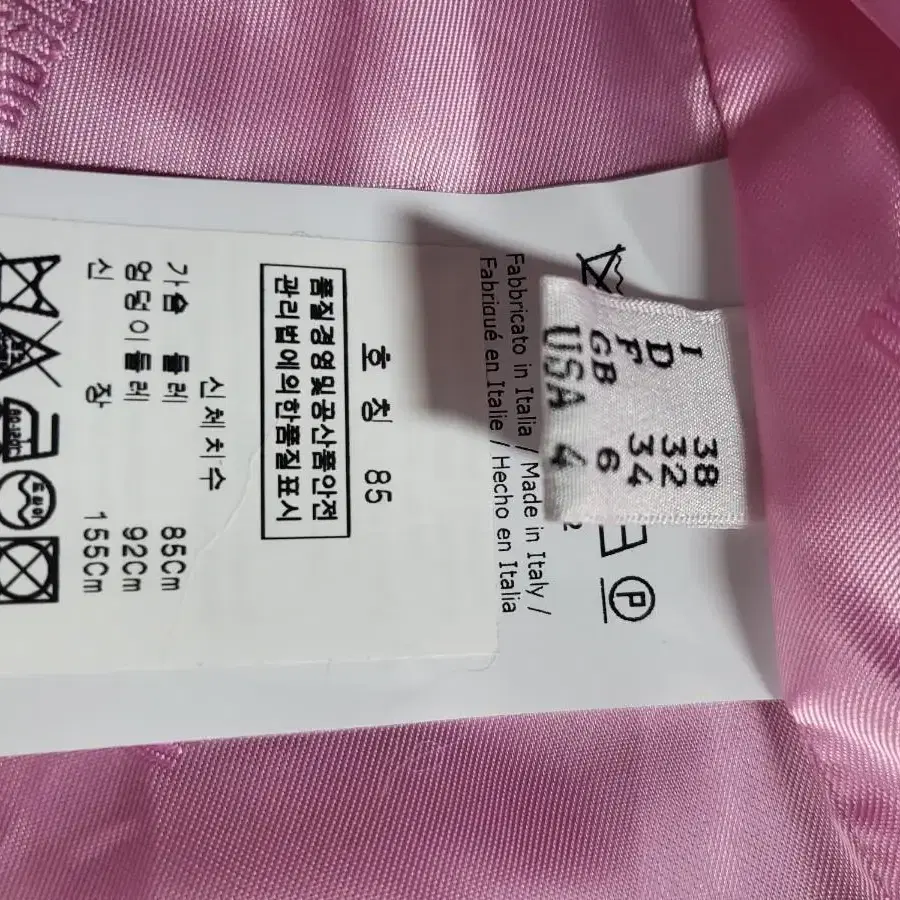 I 38
D 32
F 34
GB 6
USA 4
P
Fabbricato in Italia / Made in Italy /
Fabriqué en Italie / Hecho en Italia
호 칭 85
품질경영및공산품안전
관리법에의한품질표시
신체치수
가슴 둘레 85Cm
엉덩이둘레 92Cm
신 장 155Cm
드라이